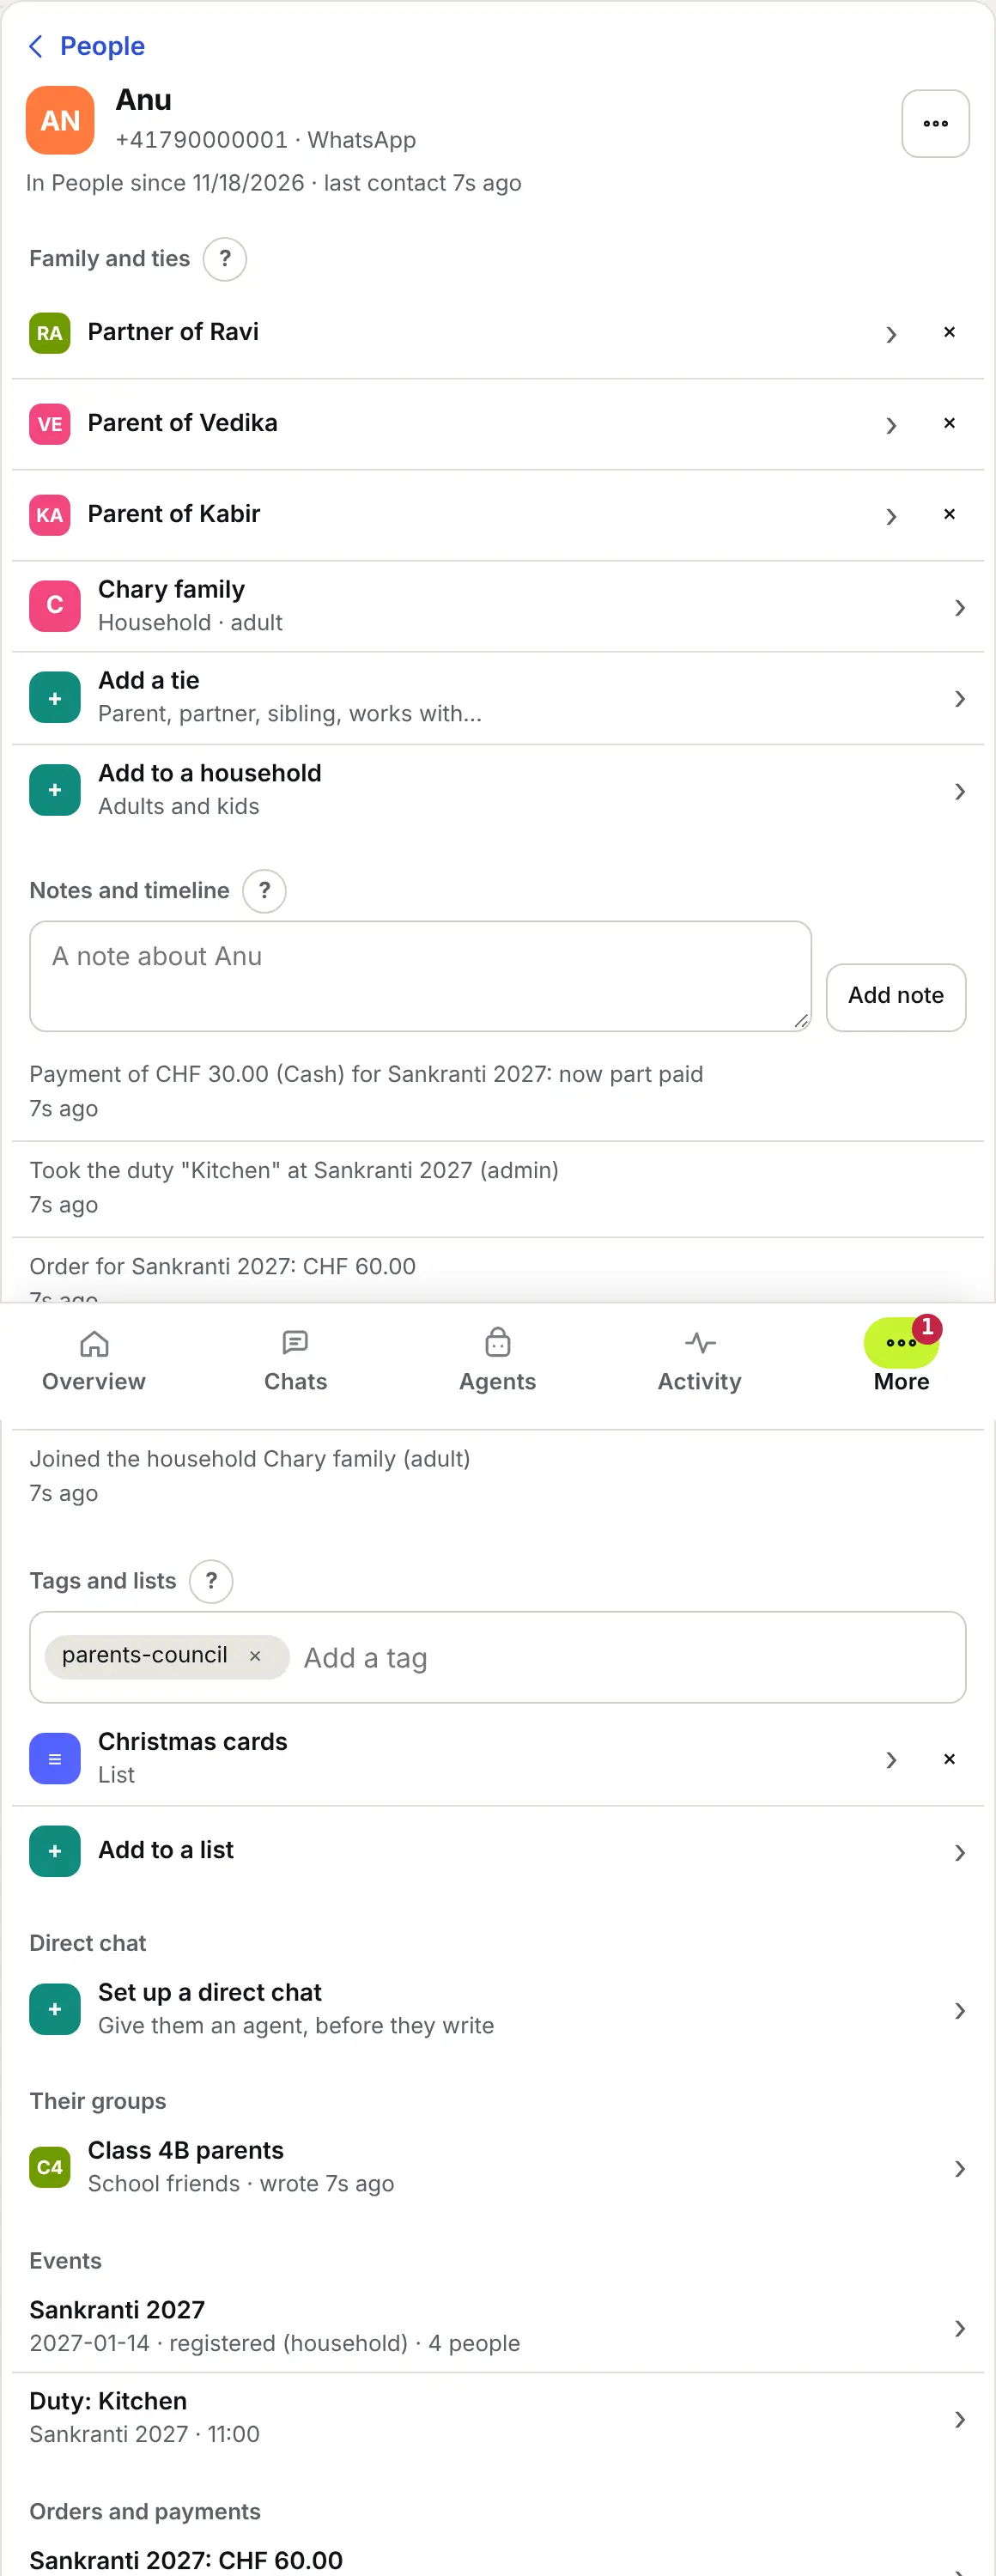 People
AN
Anu
+41790000001 · WhatsApp
In People since 11/18/2026 · last contact 7s ago
Family and ties ?
RA Partner of Ravi
VE Parent of Vedika
KA Parent of Kabir
C
Chary family
Household · adult
+
Add a tie
Parent, partner, sibling, works with...
+
Add to a household
Adults and kids
Notes and timeline ?
A note about Anu
Add note
Payment of CHF 30.00 (Cash) for Sankranti 2027: now part paid
7s ago
Took the duty "Kitchen" at Sankranti 2027 (admin)
7s ago
Order for Sankranti 2027: CHF 60.00
7s ago
1
Overview Chats Agents Activity More
Joined the household Chary family (adult)
7s ago
Tags and lists ?
parents-council × Add a tag
Christmas cards
List
+ Add to a list
Direct chat
+
Set up a direct chat
Give them an agent, before they write
Their groups
C4
Class 4B parents
School friends · wrote 7s ago
Events
Sankranti 2027
2027-01-14 · registered (household) · 4 people
Duty: Kitchen
Sankranti 2027 · 11:00
Orders and payments
Sankranti 2027: CHF 60.00